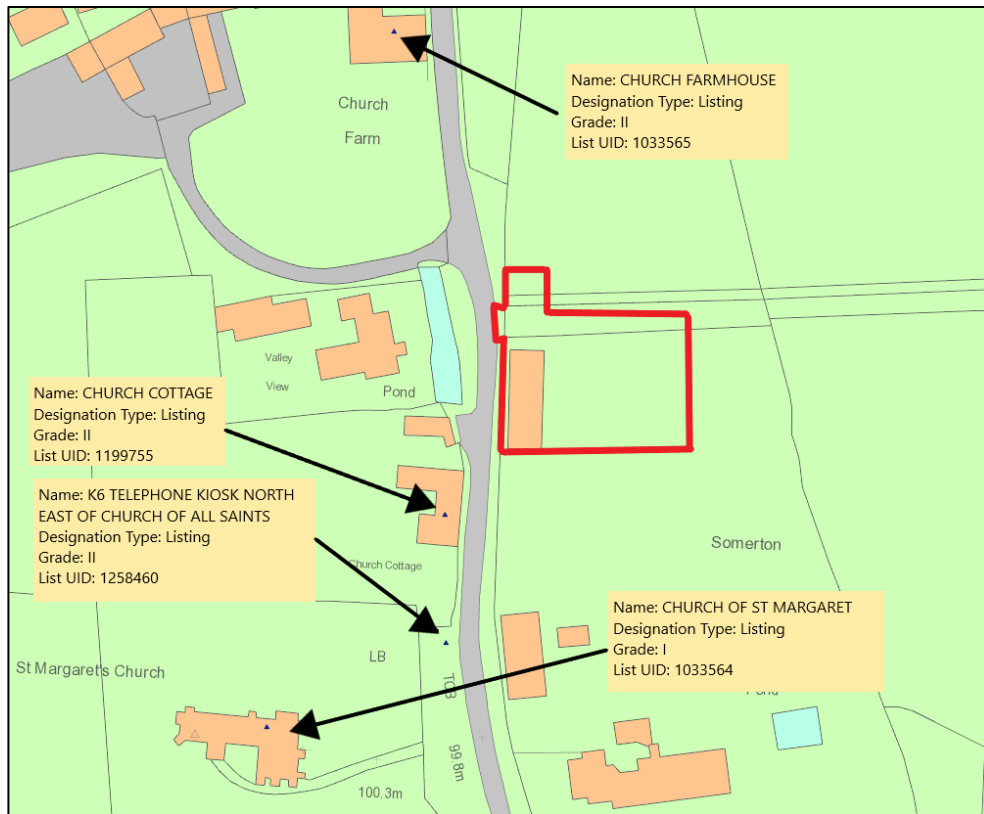 Name: CHURCH FARMHOUSE
Designation Type: Listing
Grade: II
List UID: 1033565
Church
Farm
Valley
View
Pond
Name: CHURCH COTTAGE
Designation Type: Listing
Grade: II
List UID: 1199755
Name: K6 TELEPHONE KIOSK NORTH
EAST OF CHURCH OF ALL SAINTS
Designation Type: Listing
Grade: II
List UID: 1258460
Church Cottage
Somerton
Name: CHURCH OF ST MARGARET
Designation Type: Listing
Grade: I
List UID: 1033564
LB
TCB
St Margaret's Church
99.8m
100.3m